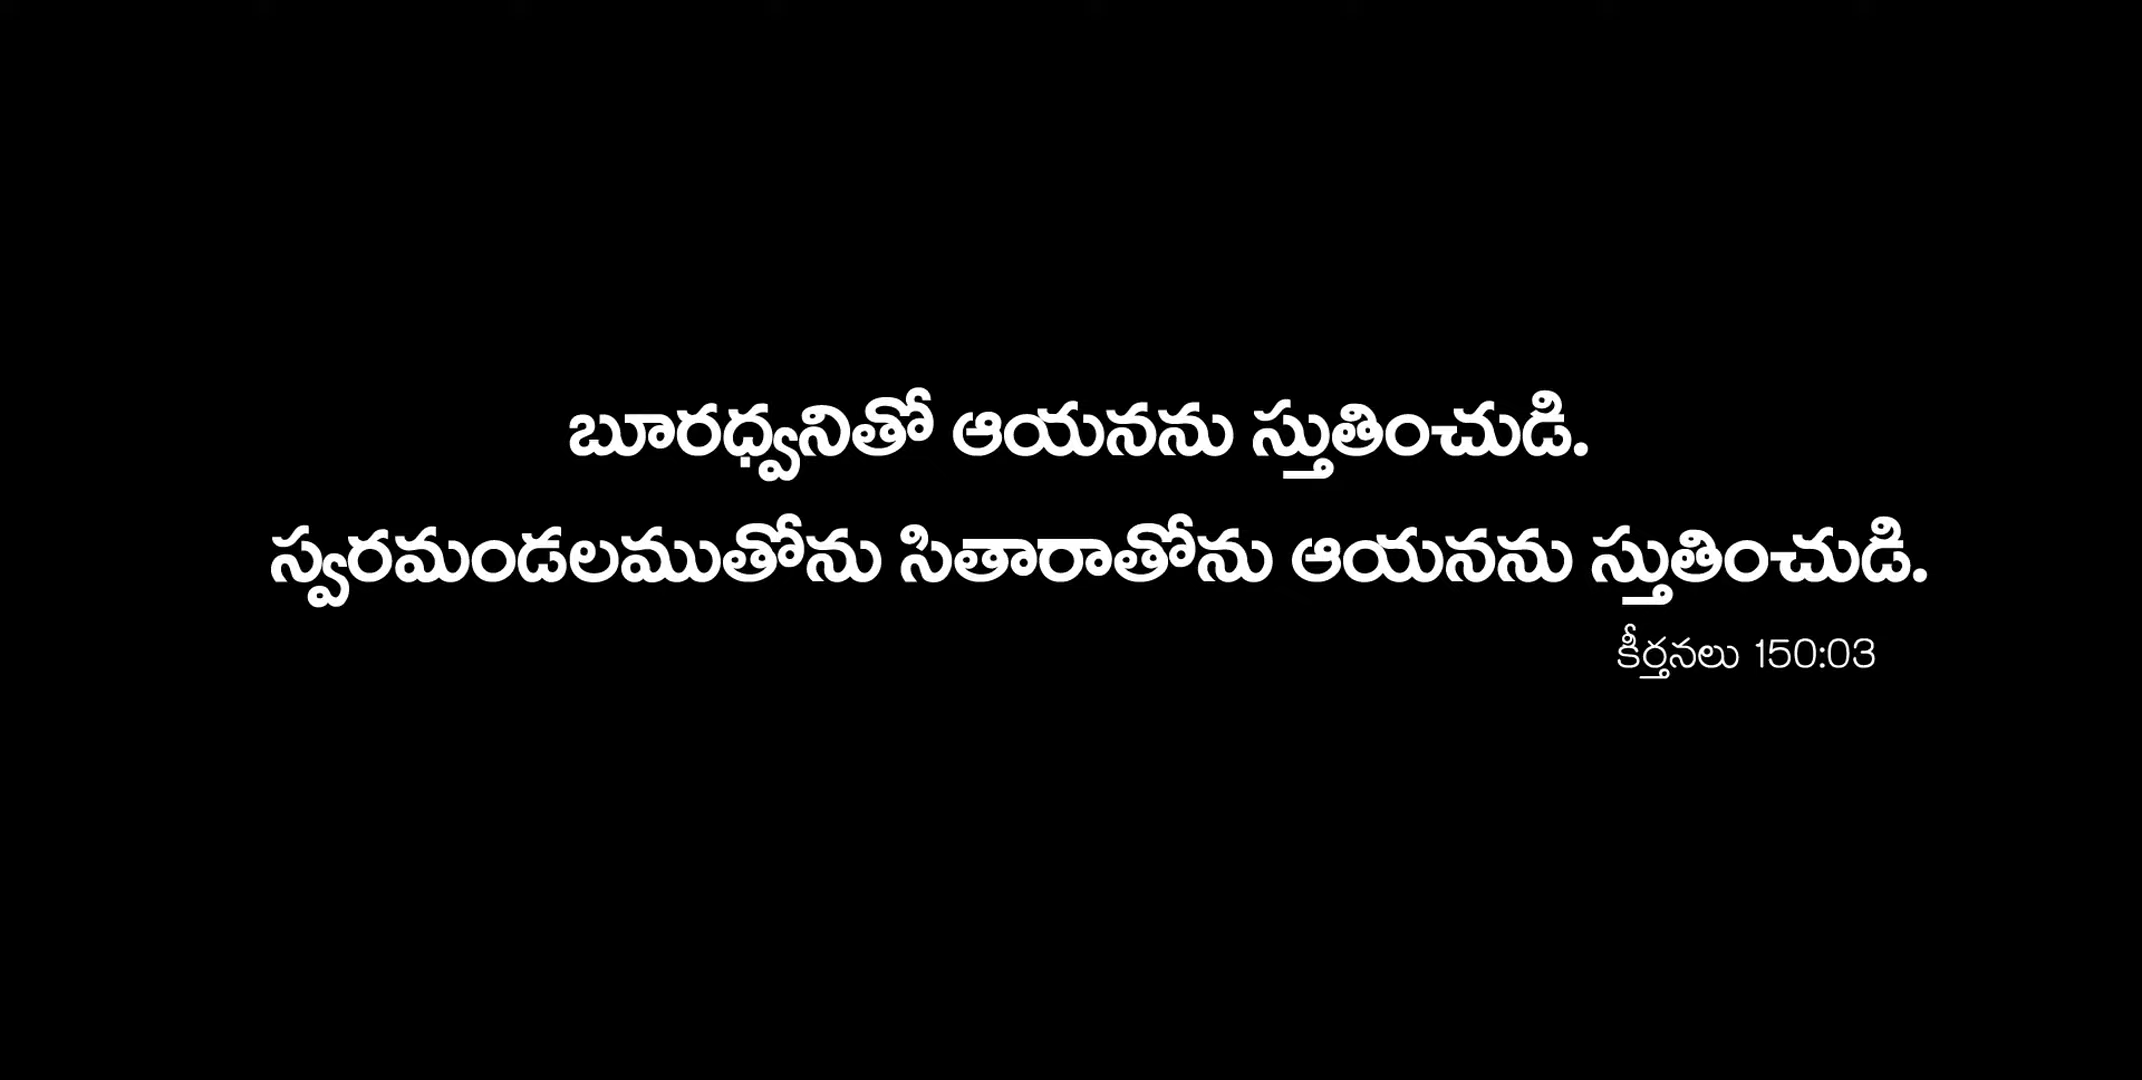 బూరధ్వనితో ఆయనను స్తుతించుడి.
స్వరమండలముతోను సితారాతోను ఆయనను స్తుతించుడి.
కీర్తనలు 150:03